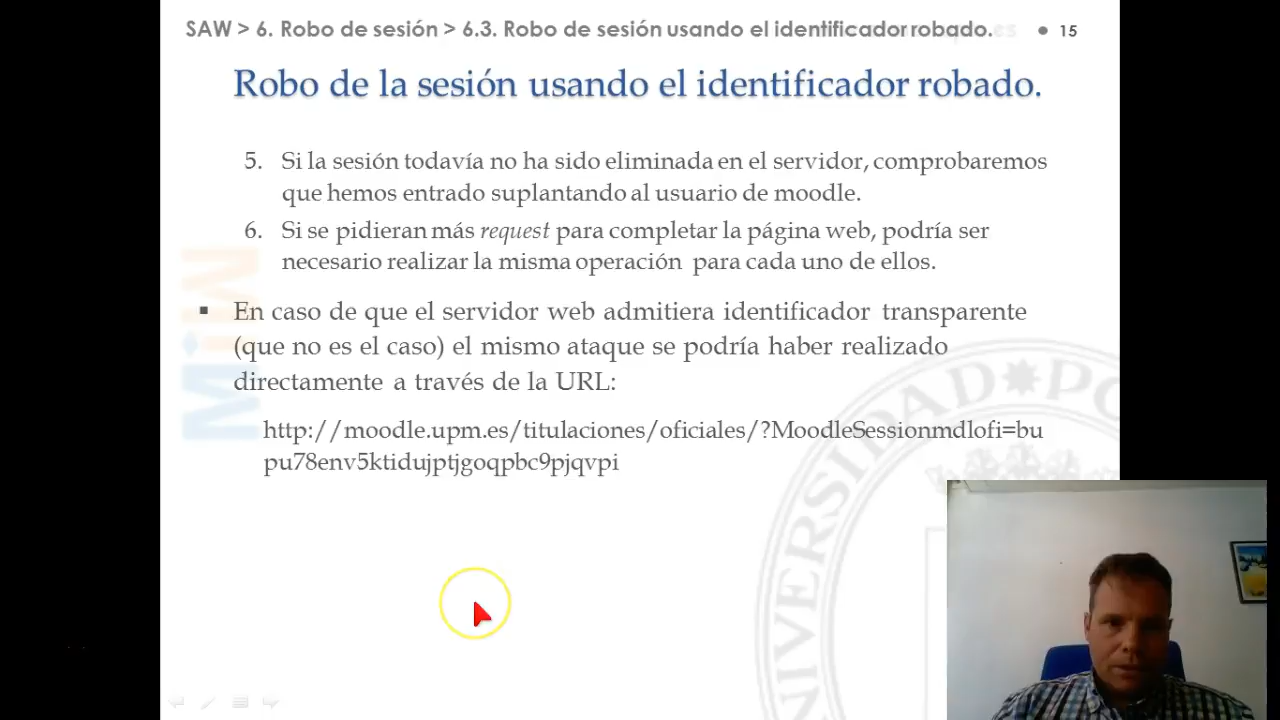 SAW > 6. Robo de sesión > 6.3. Robo de sesión usando el identificador robado.
15
Robo de la sesión usando el identificador robado.
5. Si la sesión todavía no ha sido eliminada en el servidor, comprobaremos
que hemos entrado suplantando al usuario de moodle.
6. Si se pidieran más request para completar la página web, podría ser
necesario realizar la misma operación para cada uno de ellos.
▪ En caso de que el servidor web admitiera identificador transparente
(que no es el caso) el mismo ataque se podría haber realizado
directamente a través de la URL:
http://moodle.upm.es/titulaciones/oficiales/?MoodleSessionmdlofi=bu
pu78env5ktidujptjgoqpbc9pjqvpi
MiW
UNIVERSIDAD PO